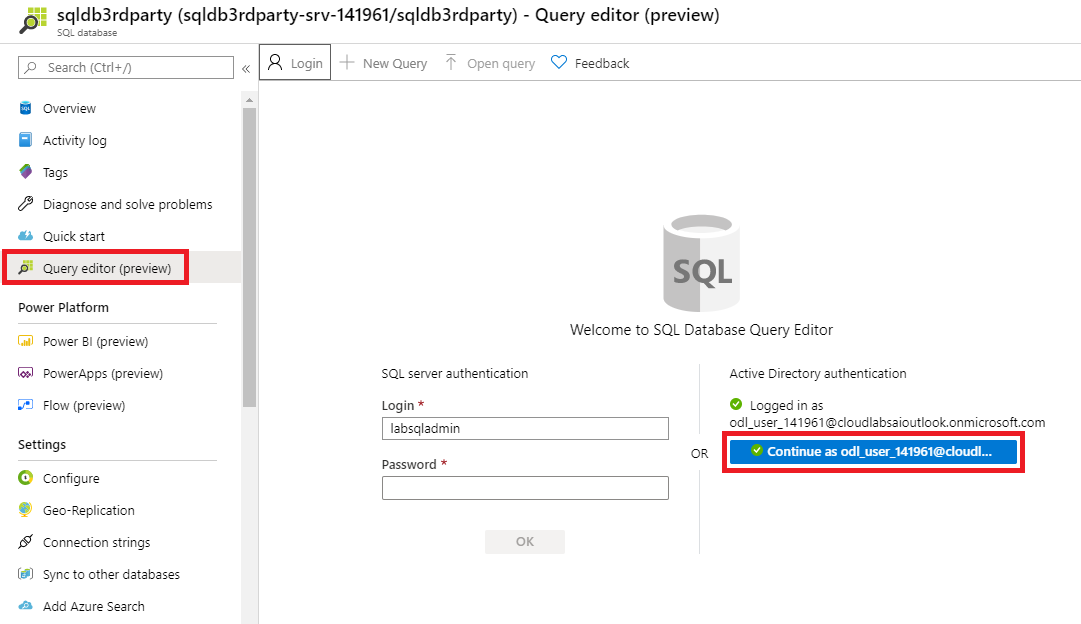 sqldb3rdparty (sqldb3rdparty-srv-141961/sqldb3rdparty) - Query editor (preview)
SQL database
Search (Ctrl+/)
«
Login
New Query
Open query
Feedback
SQL
Overview
Activity log
Tags
Diagnose and solve problems
Quick start
Query editor (preview)
Power Platform
Power BI (preview)
PowerApps (preview)
Flow (preview)
Settings
Configure
Geo-Replication
Connection strings
Sync to other databases
Add Azure Search
SQL
Welcome to SQL Database Query Editor
SQL server authentication
Login *
labsqladmin
Password *
OK
OR
Active Directory authentication
Logged in as
odl_user_141961@cloudlabsaioutlook.onmicrosoft.com
Continue as odl_user_141961@cloudl...